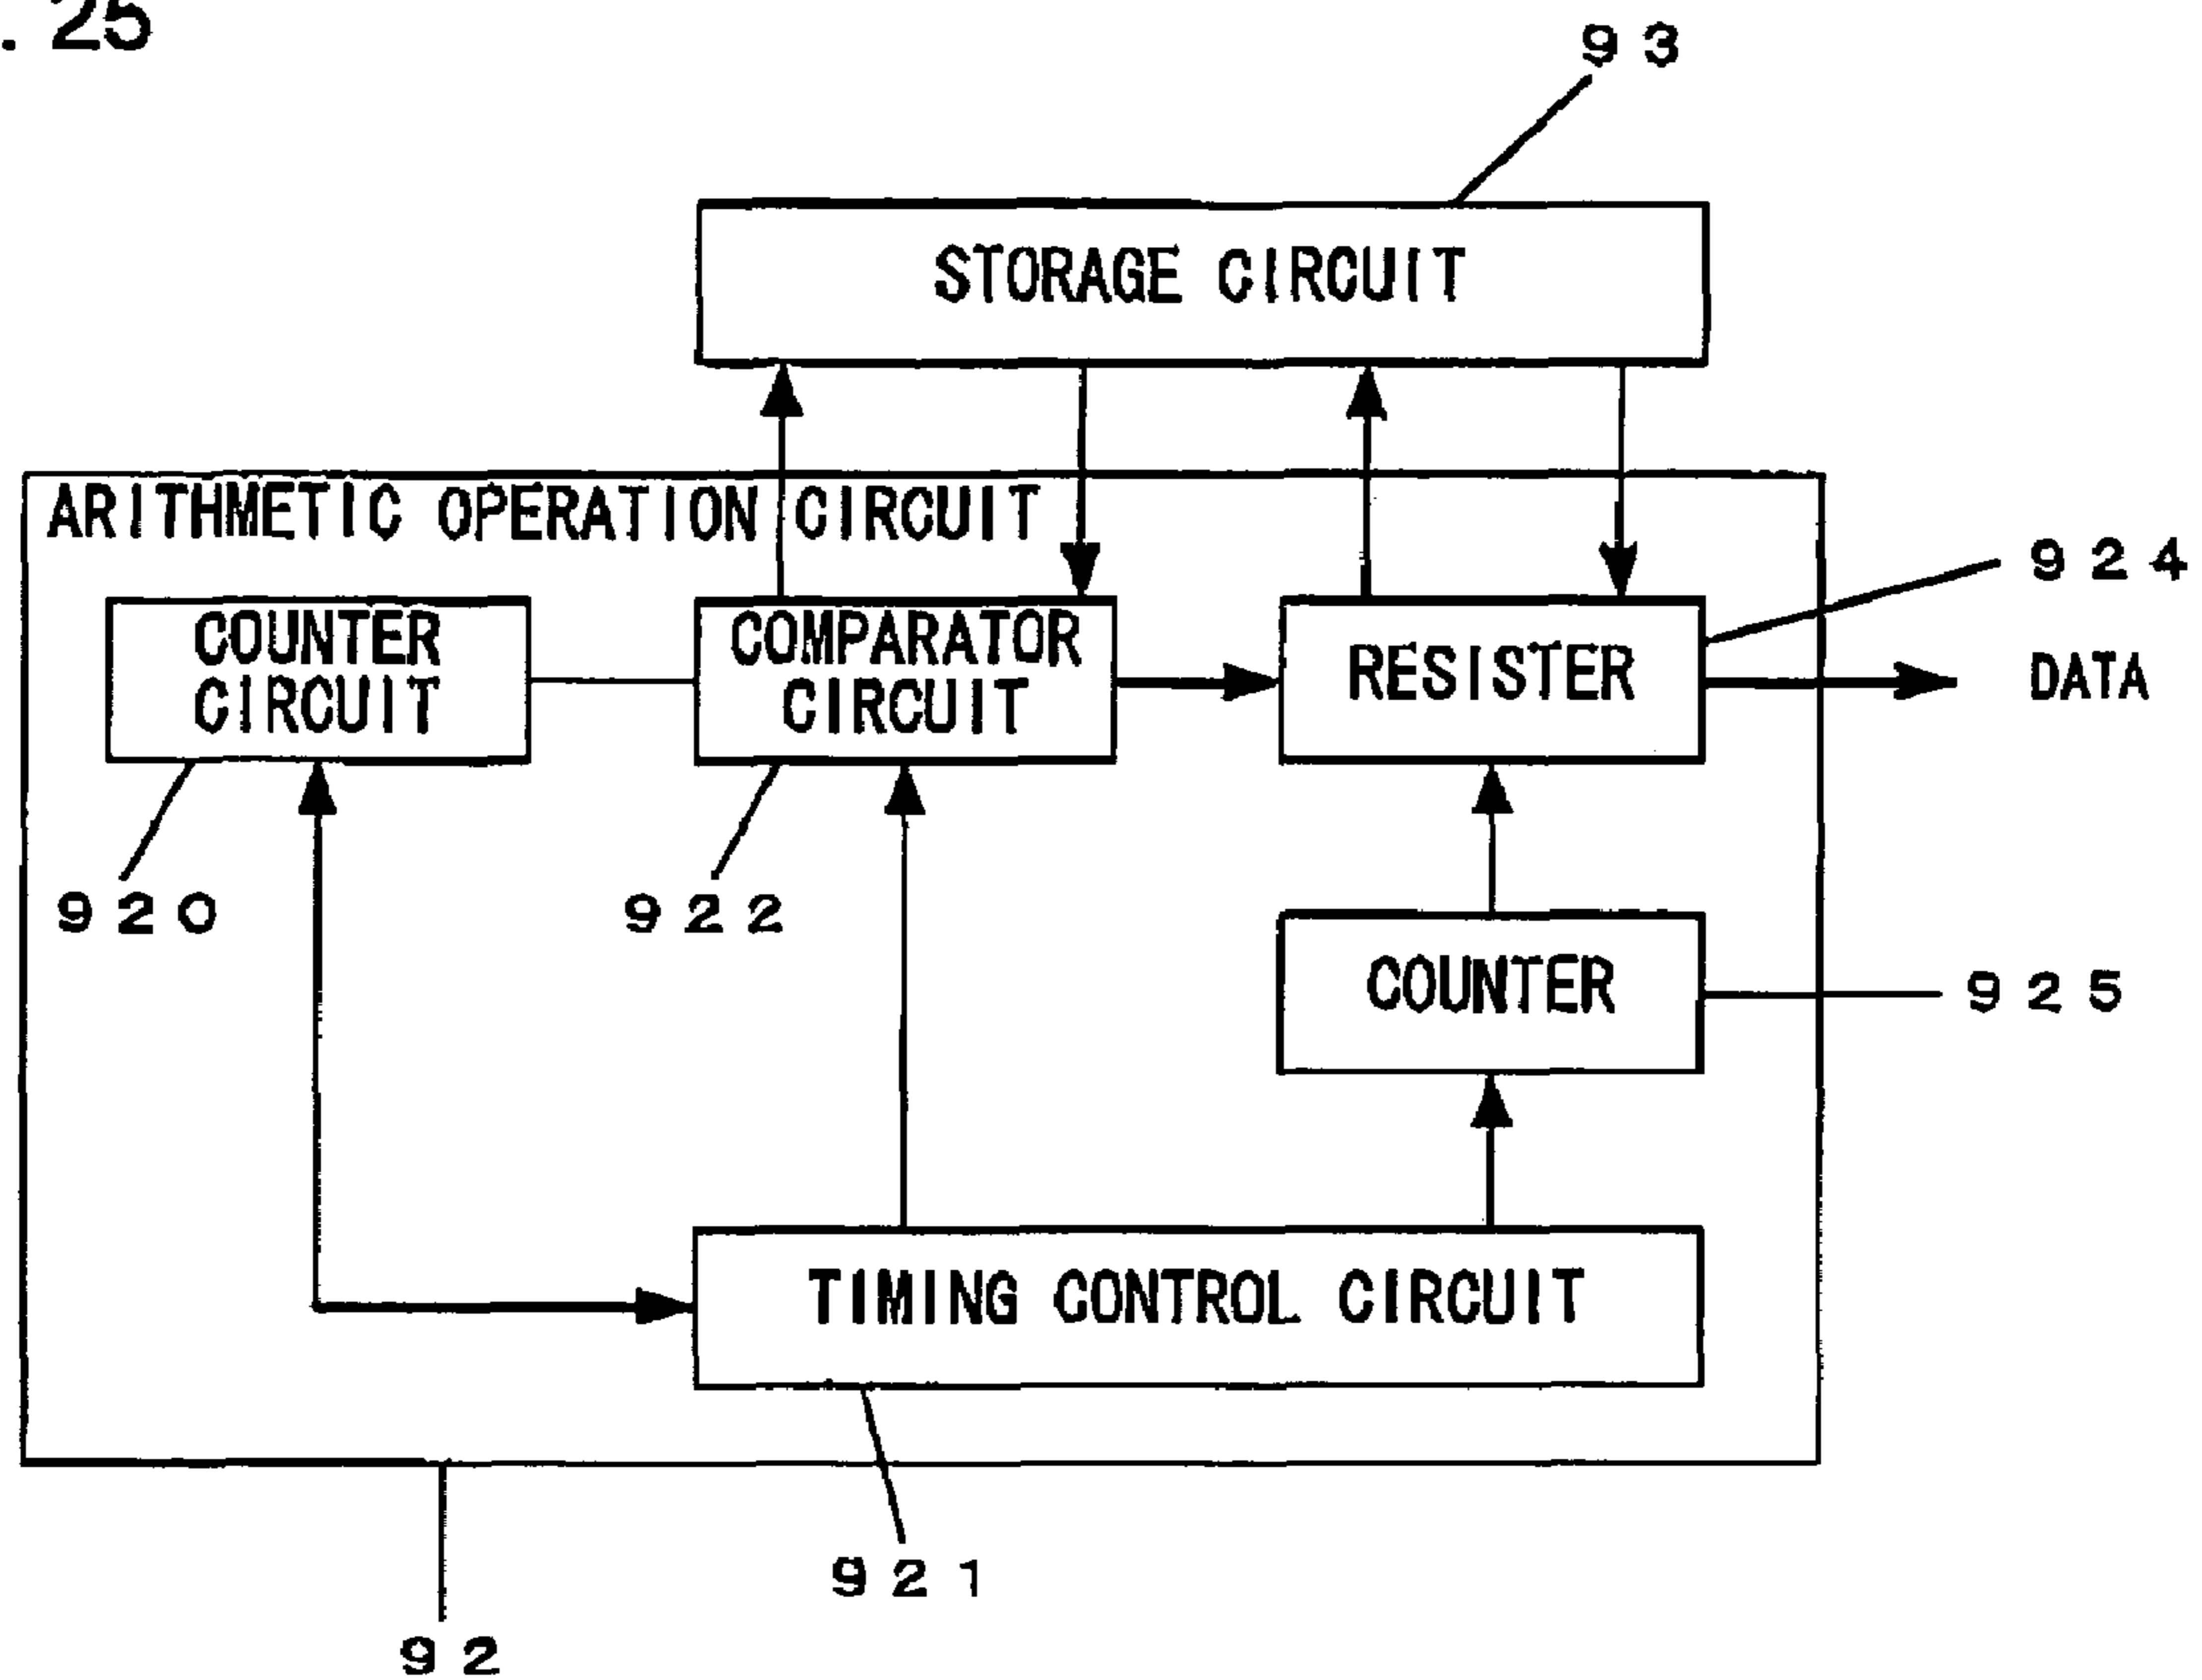 . 25
93
STORAGE CIRCUIT
ARITHMETIC OPERATION CIRCUIT
924
COUNTER
CIRCUIT
COMPARATOR
CIRCUIT
RESISTER
DATA
920
922
COUNTER
925
TIMING CONTROL CIRCUIT
921
92